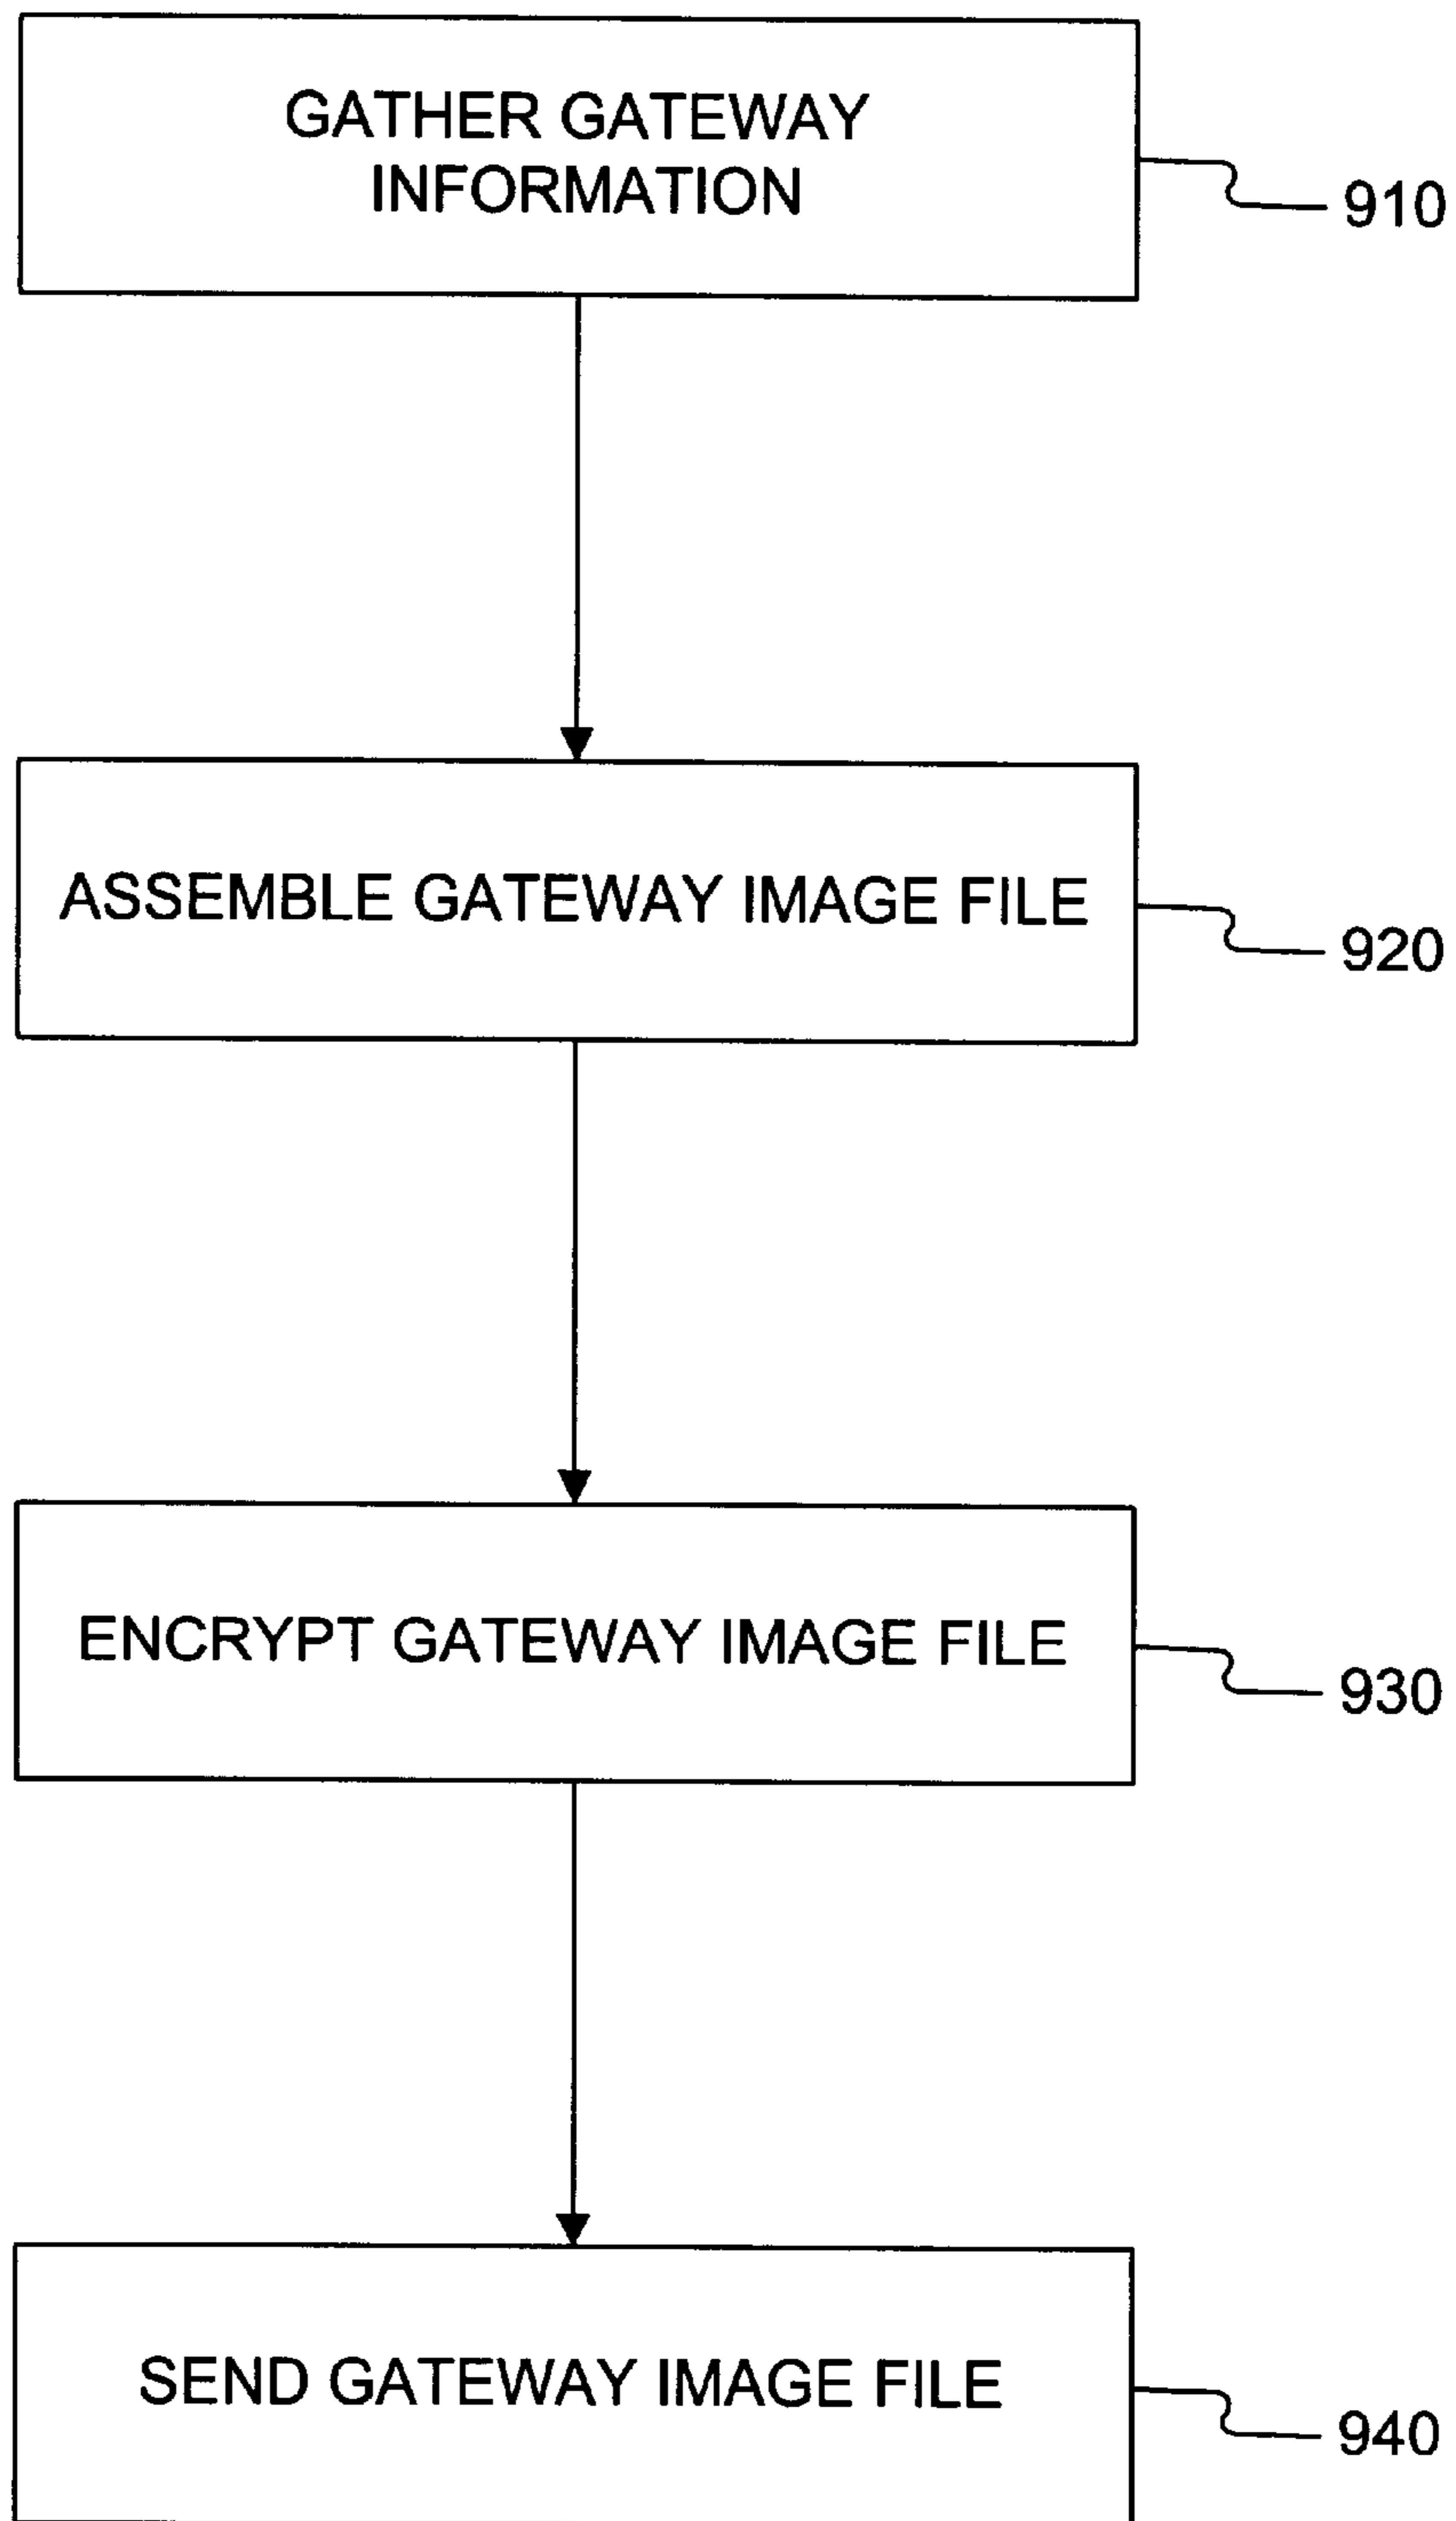 GATHER GATEWAY
INFORMATION
910
ASSEMBLE GATEWAY IMAGE FILE
920
ENCRYPT GATEWAY IMAGE FILE
930
SEND GATEWAY IMAGE FILE
940